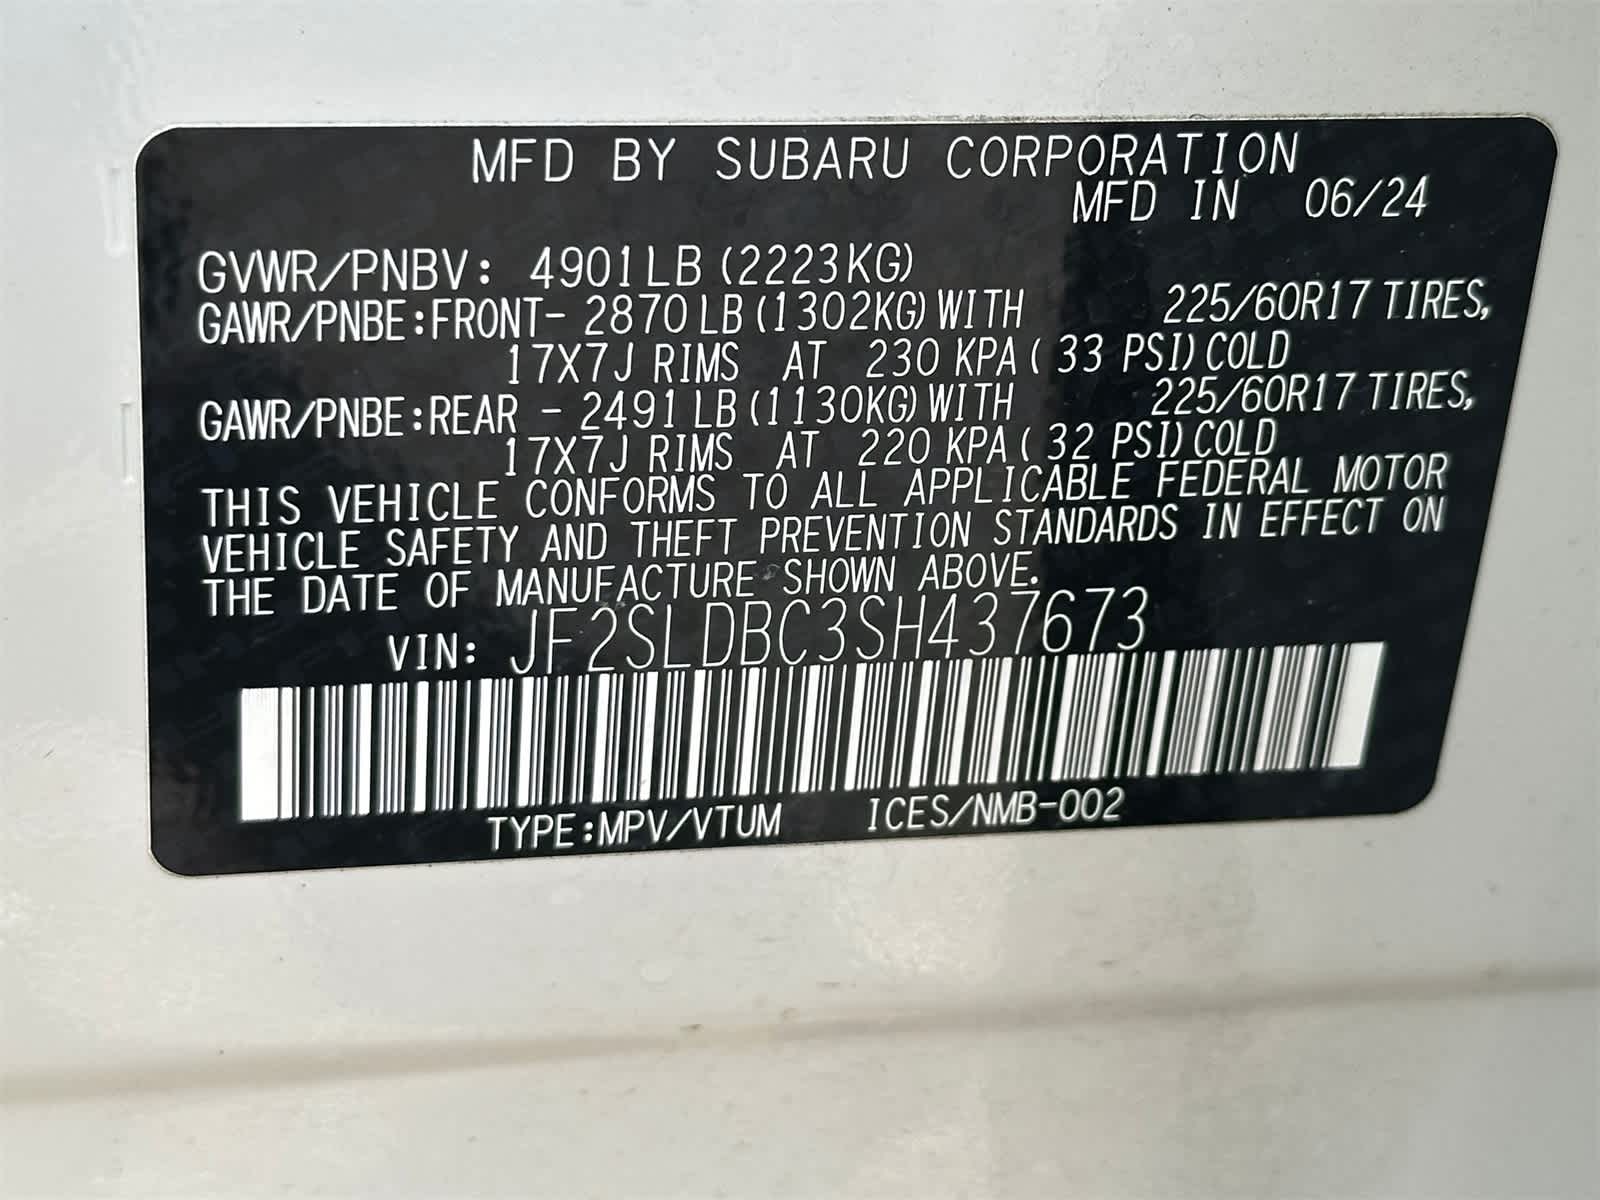 MFD BY SUBARU CORPORATION
MFD IN 06/24
GVWR/PNBV: 4901LB (2223KG)
GAWR/PNBE:FRONT- 2870LB(1302KG)WITH 225/60R17 TIRES,
17X7J RIMS AT 230 KPA( 33 PSI)COLD
GAWR/PNBE:REAR - 2491LB(1130KG)WITH 225/60R17 TIRES,
17X7J RIMS AT 220 KPA( 32 PSI)COLD
THIS VEHICLE CONFORMS TO ALL APPLICABLE FEDERAL MOTOR
VEHICLE SAFETY AND THEFT PREVENTION STANDARDS IN EFFECT ON
THE DATE OF MANUFACTURE SHOWN ABOVE.
VIN: JF2SLDBC3SH437673
TYPE:MPV/VTUM ICES/NMB-002